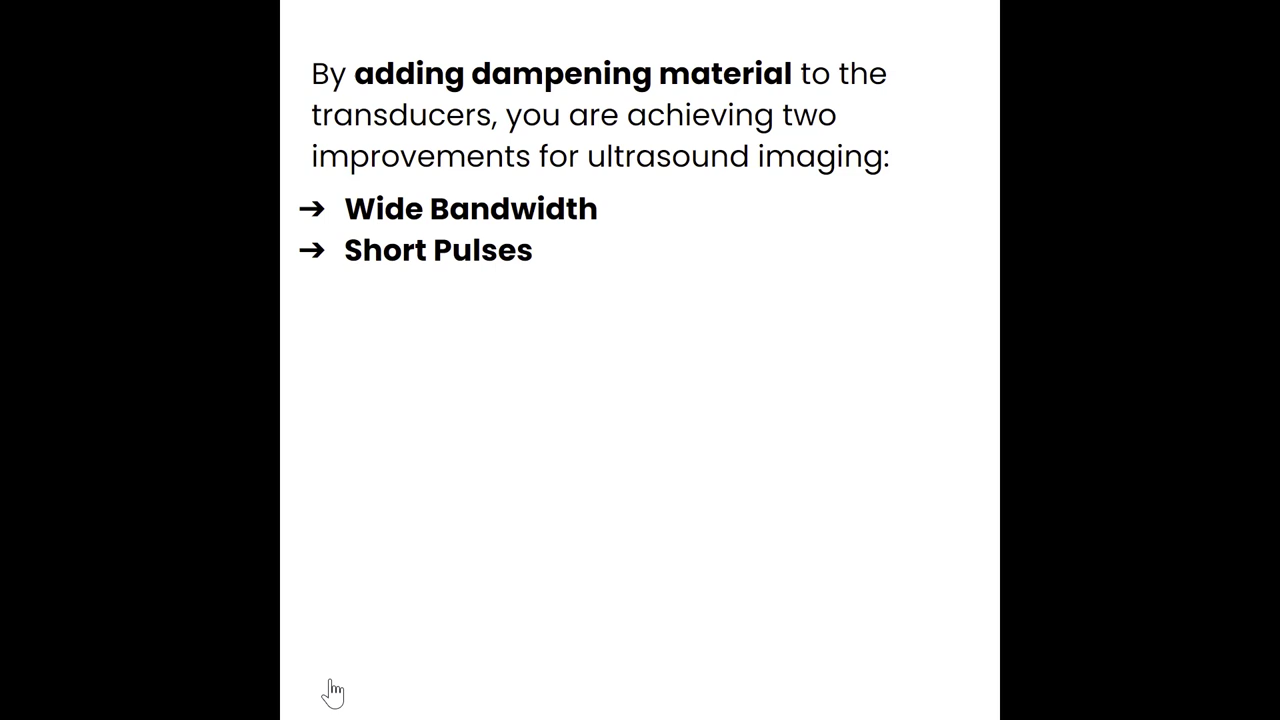 By adding dampening material to the
transducers, you are achieving two
improvements for ultrasound imaging:
➔ Wide Bandwidth
➔ Short Pulses